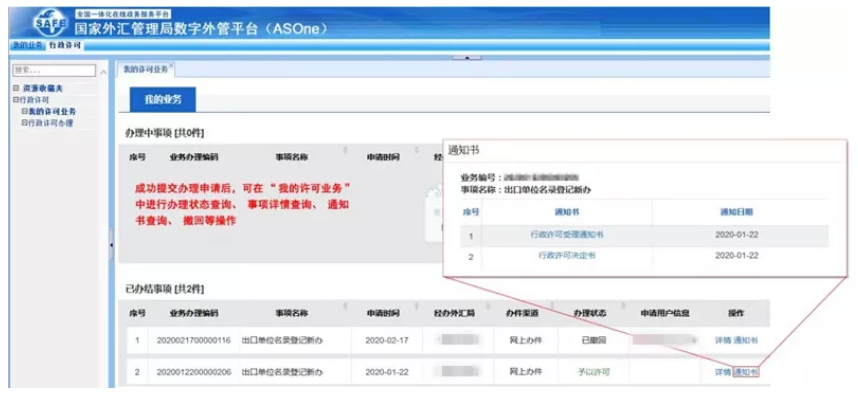 全国一体化在线政务服务平台
SAFE
国家外汇管理局数字外管平台（ASOne）
我的业务 行政许可
搜索...
我的许可业务
资源收藏夹
行政许可
我的许可业务
行政许可办理
我的业务
办理中事项 [共0件]
序号 业务办理编码 事项名称 申请时间
成功提交办理申请后，可在“我的许可业务”
中进行办理状态查询、事项详情查询、通知
书查询、撤回等操作
通知书
业务编号：
事项名称：出口单位名录登记新办
序号 通知书 通知日期
1 行政许可受理通知书 2020-01-22
2 行政许可决定书 2020-01-22
已办结事项 [共2件]
序号 业务办理编码 事项名称 申请时间 经办外汇局 办件渠道 办理状态 申请用户信息 操作
1 2020021700000116 出口单位名录登记新办 2020-02-17 网上办件 已撤回 详情 通知书
2 2020012200000206 出口单位名录登记新办 2020-01-22 网上办件 予以许可 详情 通知书